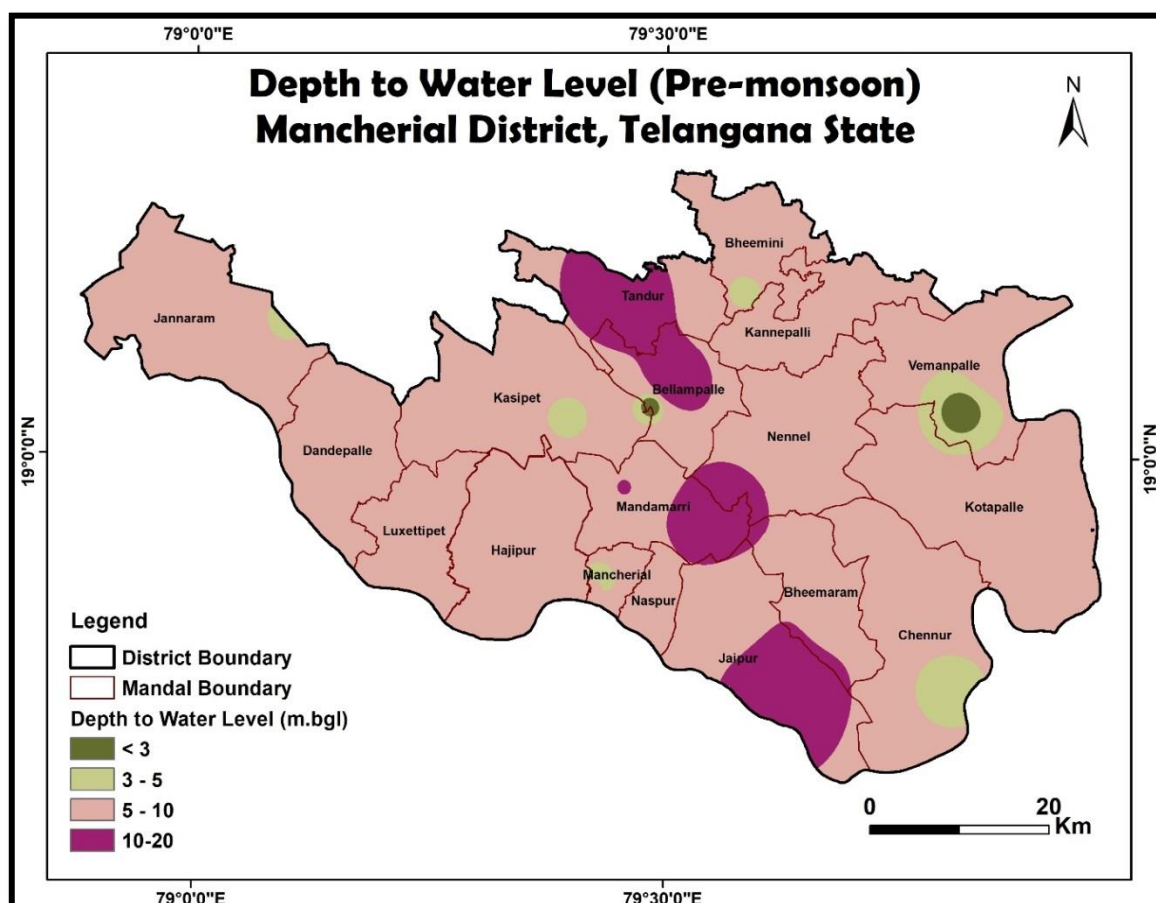 79°0'0"E 79°30'0"E
Depth to Water Level (Pre-monsoon)
Mancherial District, Telangana State
N
Bheemini
Tandur
Jannaram
Kannepalli
Vemanpalle
Bellampalle
Kasipet
Nennel
Dandepalle
19°0'0"N 19°0'0"N
Mandamarri
Kotapalle
Luxettipet
Hajipur
Mancherial
Bheemaram
Naspur
Chennur
Jaipur
Legend
District Boundary
Mandal Boundary
Depth to Water Level (m.bgl)
< 3
3 - 5
5 - 10
10-20
0 20
Km
79°0'0"E 79°30'0"E